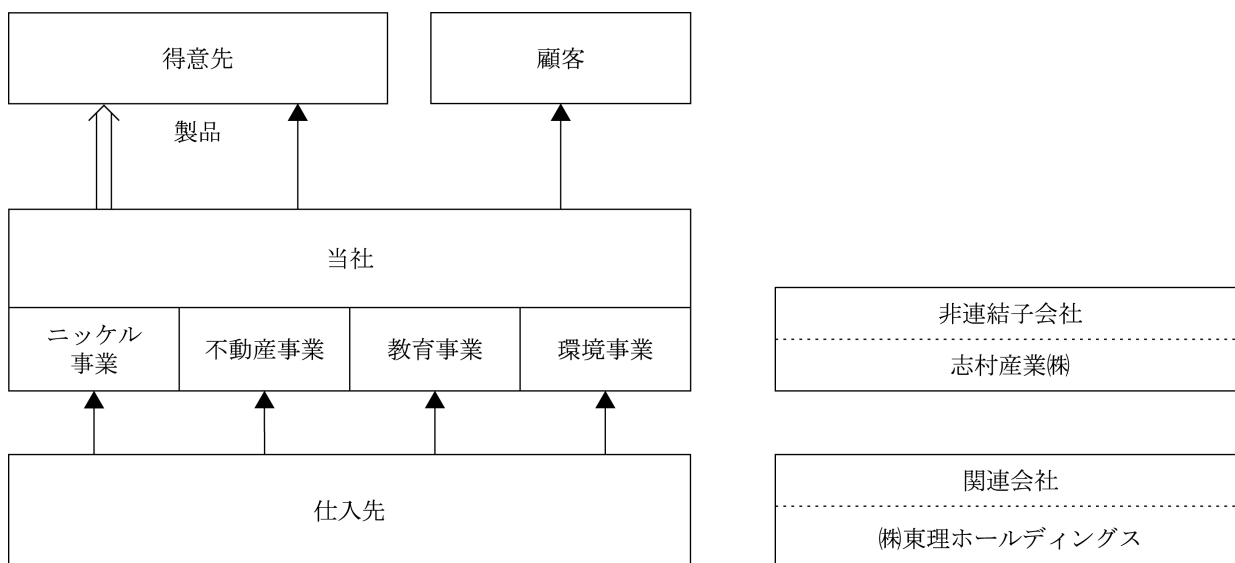 得意先
顧客
製品
当社
ニッケル
事業
不動産事業
教育事業
環境事業
仕入先
非連結子会社
志村産業㈱
関連会社
㈱東理ホールディングス